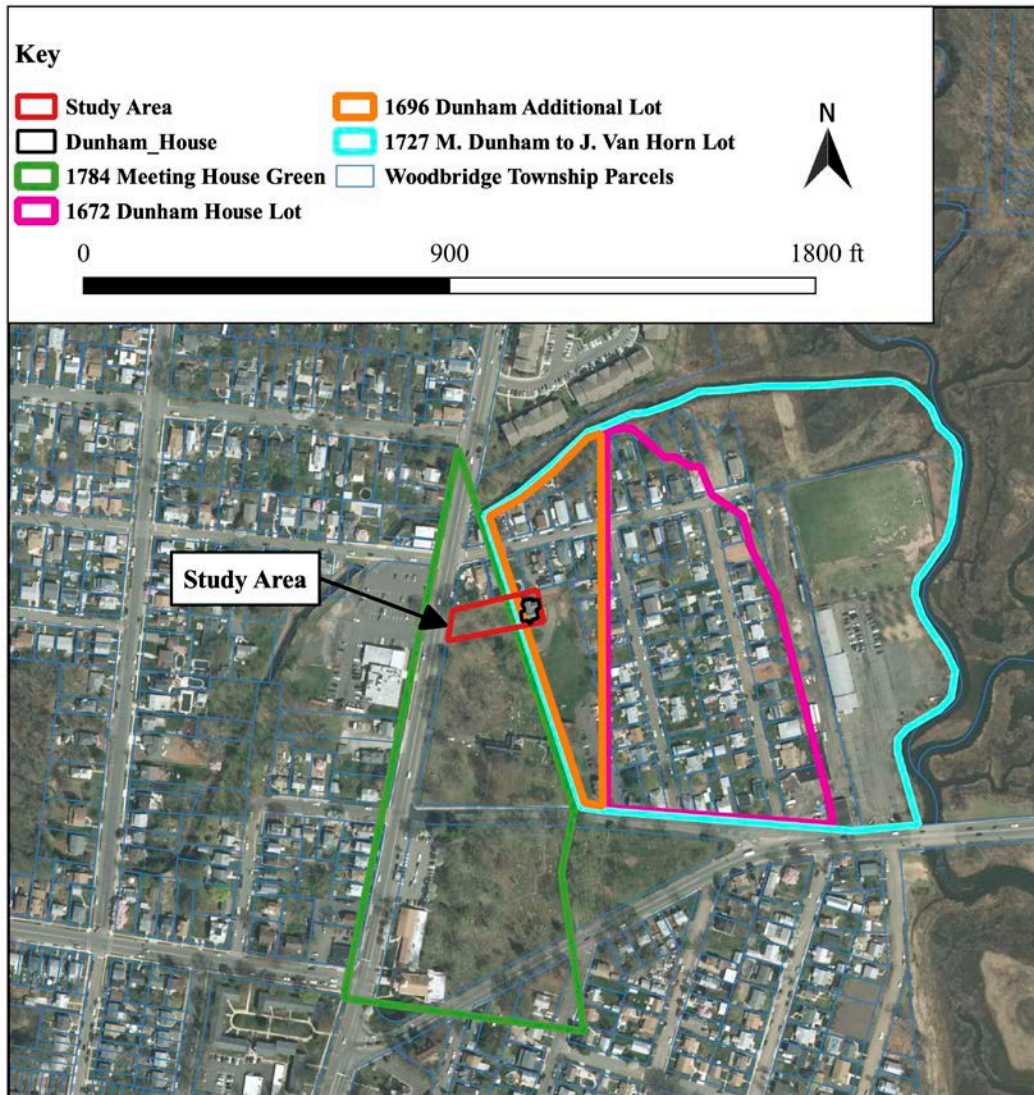 Key
Study Area
Dunham_House
1784 Meeting House Green
1672 Dunham House Lot
1696 Dunham Additional Lot
1727 M. Dunham to J. Van Horn Lot
Woodbridge Township Parcels
N
0 900 1800 ft
Study Area